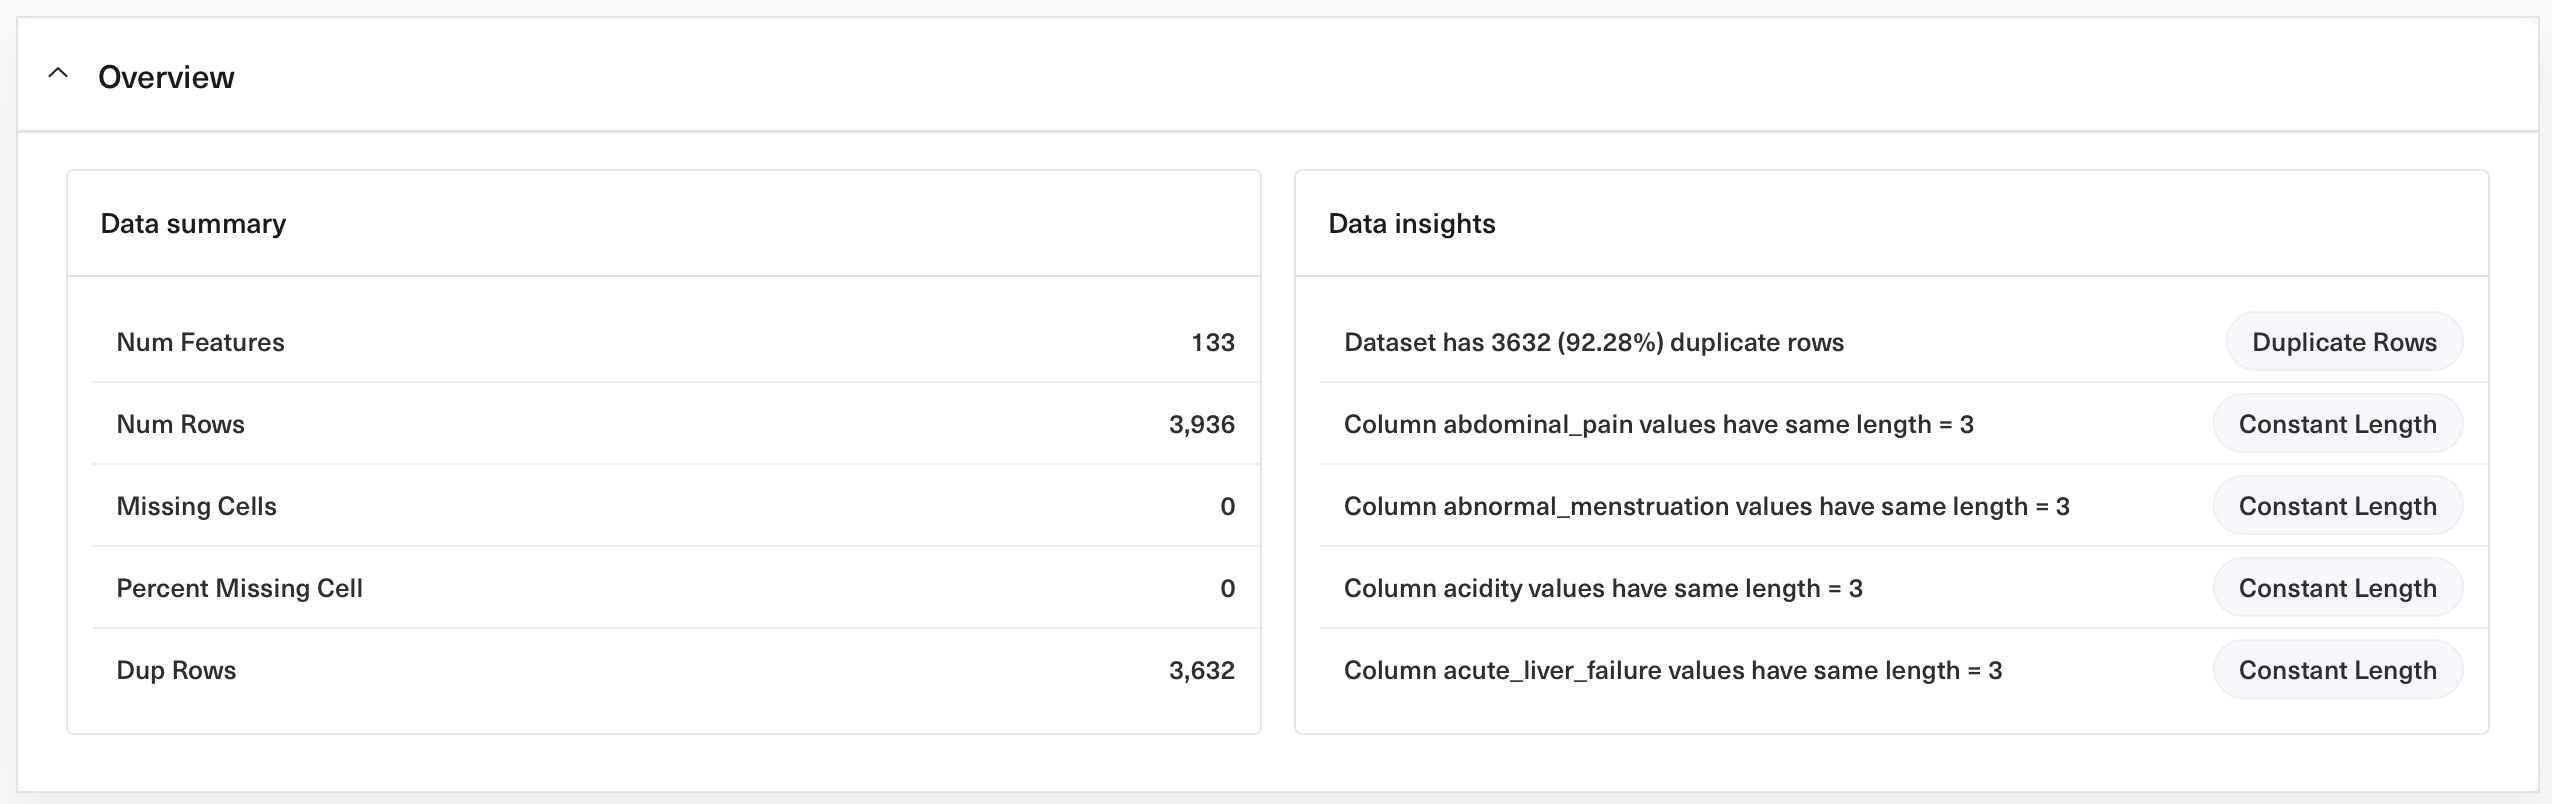 Overview
Data summary
Num Features 133
Num Rows 3,936
Missing Cells 0
Percent Missing Cell 0
Dup Rows 3,632
Data insights
Dataset has 3632 (92.28%) duplicate rows Duplicate Rows
Column abdominal_pain values have same length = 3 Constant Length
Column abnormal_menstruation values have same length = 3 Constant Length
Column acidity values have same length = 3 Constant Length
Column acute_liver_failure values have same length = 3 Constant Length